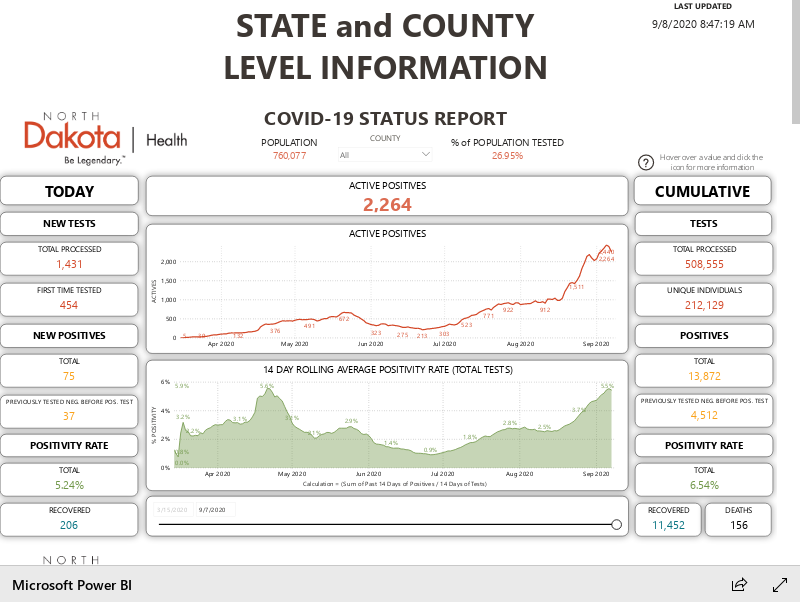 STATE and COUNTY
LEVEL INFORMATION
LAST UPDATED
9/8/2020 8:47:19 AM
NORTH
Dakota
Be Legendary.™
Health
COVID-19 STATUS REPORT
POPULATION
760,077
COUNTY
All
% of POPULATION TESTED
26.95%
?
Hover over a value and click the
icon for more information
TODAY
NEW TESTS
TOTAL PROCESSED
1,431
FIRST TIME TESTED
454
NEW POSITIVES
TOTAL
75
PREVIOUSLY TESTED NEG. BEFORE POS. TEST
37
POSITIVITY RATE
TOTAL
5.24%
RECOVERED
206
ACTIVE POSITIVES
2,264
ACTIVE POSITIVES
ACTIVES
2,000
1,500
1,000
500
0
132
376
491
672
323
275
213
303
523
771
922
912
1,511
2,264
Apr 2020
May 2020
Jun 2020
Jul 2020
Aug 2020
Sep 2020
14 DAY ROLLING AVERAGE POSITIVITY RATE (TOTAL TESTS)
% POSITIVITY
6%
4%
2%
0%
5.9%
3.2%
0.0%
3.1%
5.6%
2.9%
1.4%
0.9%
1.8%
2.8%
2.5%
3.7%
5.5%
Apr 2020
May 2020
Jun 2020
Jul 2020
Aug 2020
Sep 2020
Calculation = (Sum of Past 14 Days of Positives / 14 Days of Tests)
3/15/2020
9/7/2020
CUMULATIVE
TESTS
TOTAL PROCESSED
508,555
UNIQUE INDIVIDUALS
212,129
POSITIVES
TOTAL
13,872
PREVIOUSLY TESTED NEG. BEFORE POS. TEST
4,512
POSITIVITY RATE
TOTAL
6.54%
RECOVERED
11,452
DEATHS
156
NORTH
Microsoft Power BI